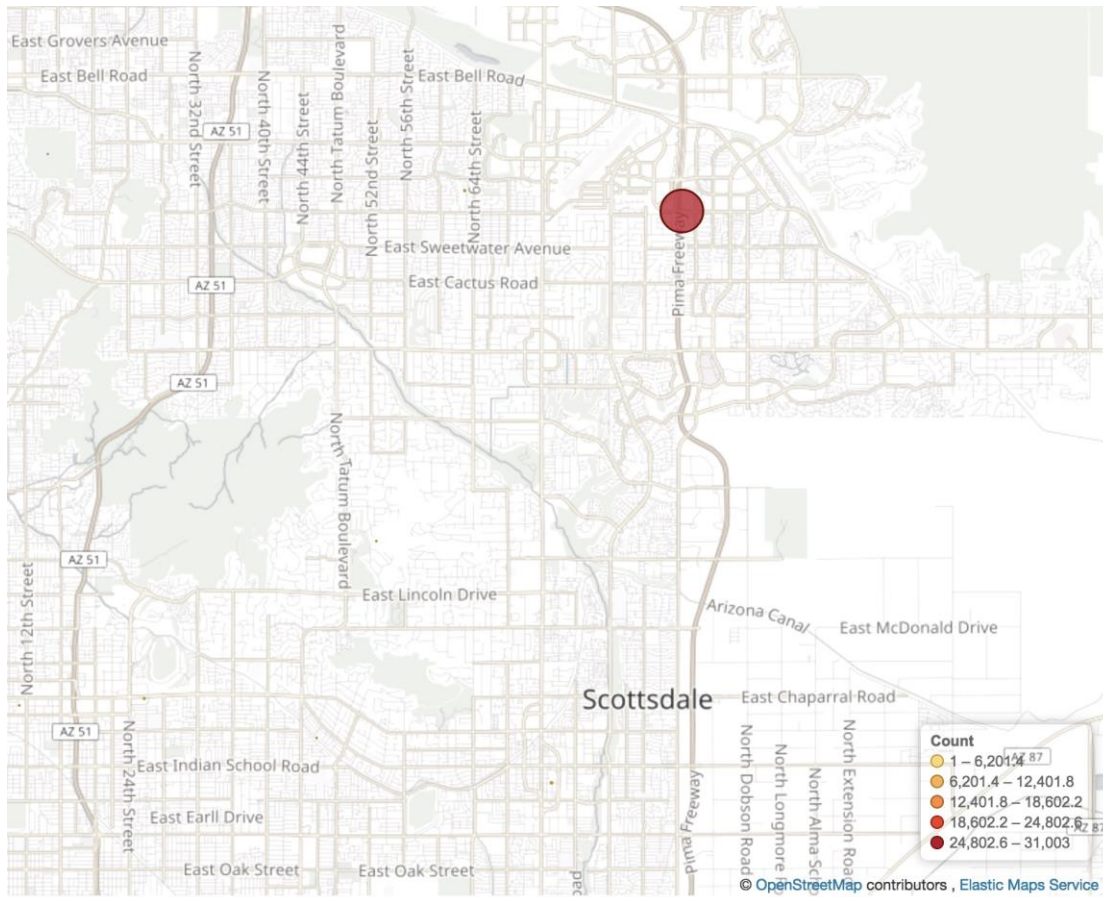 East Grovers Avenue
East Bell Road
East Bell Road
North 32nd Street
AZ 51
North 40th Street
North 44th Street
North Tatum Boulevard
North 52nd Street
North 56th Street
North 64th Street
East Sweetwater Avenue
East Cactus Road
Pima Freeway
AZ 51
AZ 51
North Tatum Boulevard
AZ 51
North 12th Street
East Lincoln Drive
Arizona Canal
East McDonald Drive
Scottsdale
East Chaparral Road
AZ 51
North 24th Street
East Indian School Road
East Earll Drive
East Oak Street
East Oak Street
Pima Freeway
North Dobson Road
North Longmore R
North Alma Scho
North Extension Road
Count
AZ 87
1 – 6,201.4
6,201.4 – 12,401.8
12,401.8 – 18,602.2
18,602.2 – 24,802.6
AZ 87
24,802.6 – 31,003
© OpenStreetMap contributors , Elastic Maps Service